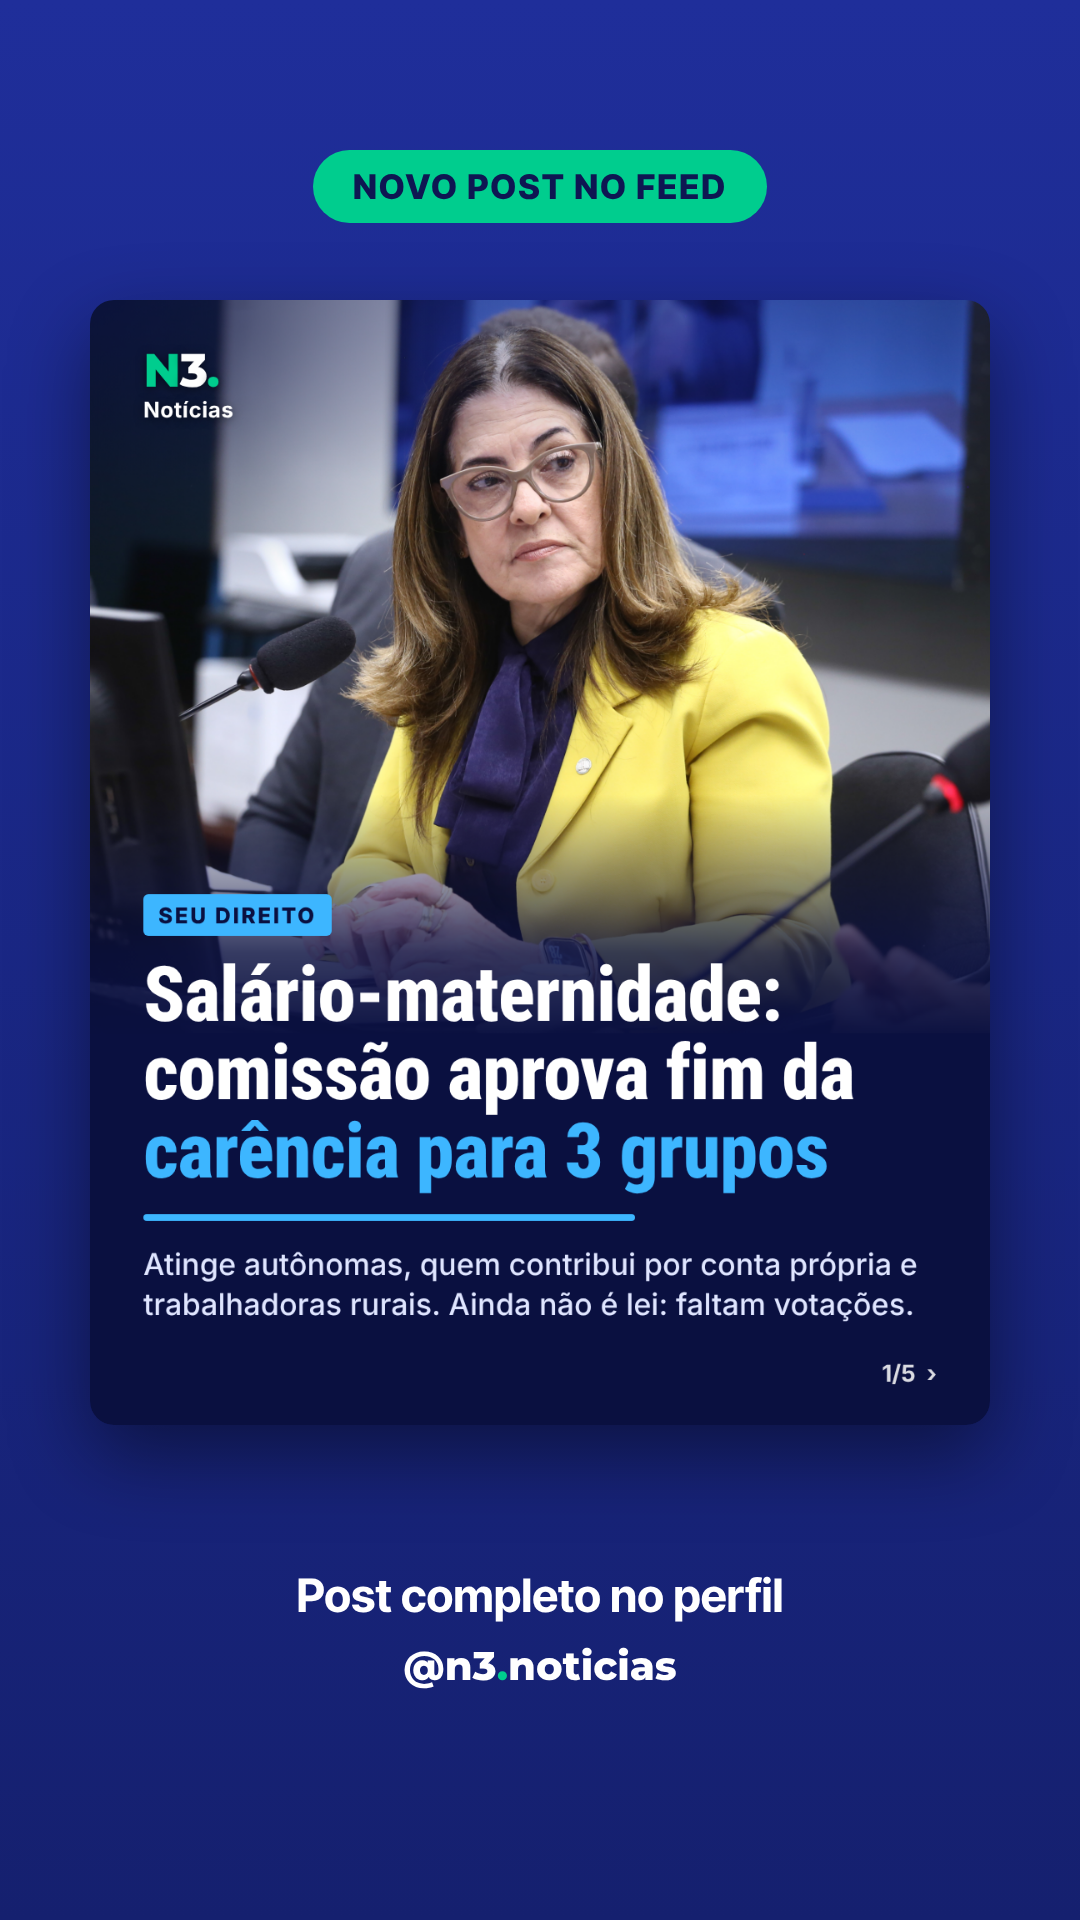 NOVO POST NO FEED
N3.
Notícias
SEU DIREITO
Salário-maternidade:
comissão aprova fim da
carência para 3 grupos
Atinge autônomas, quem contribui por conta própria e
trabalhadoras rurais. Ainda não é lei: faltam votações.
1/5 ›
Post completo no perfil
@n3.noticias